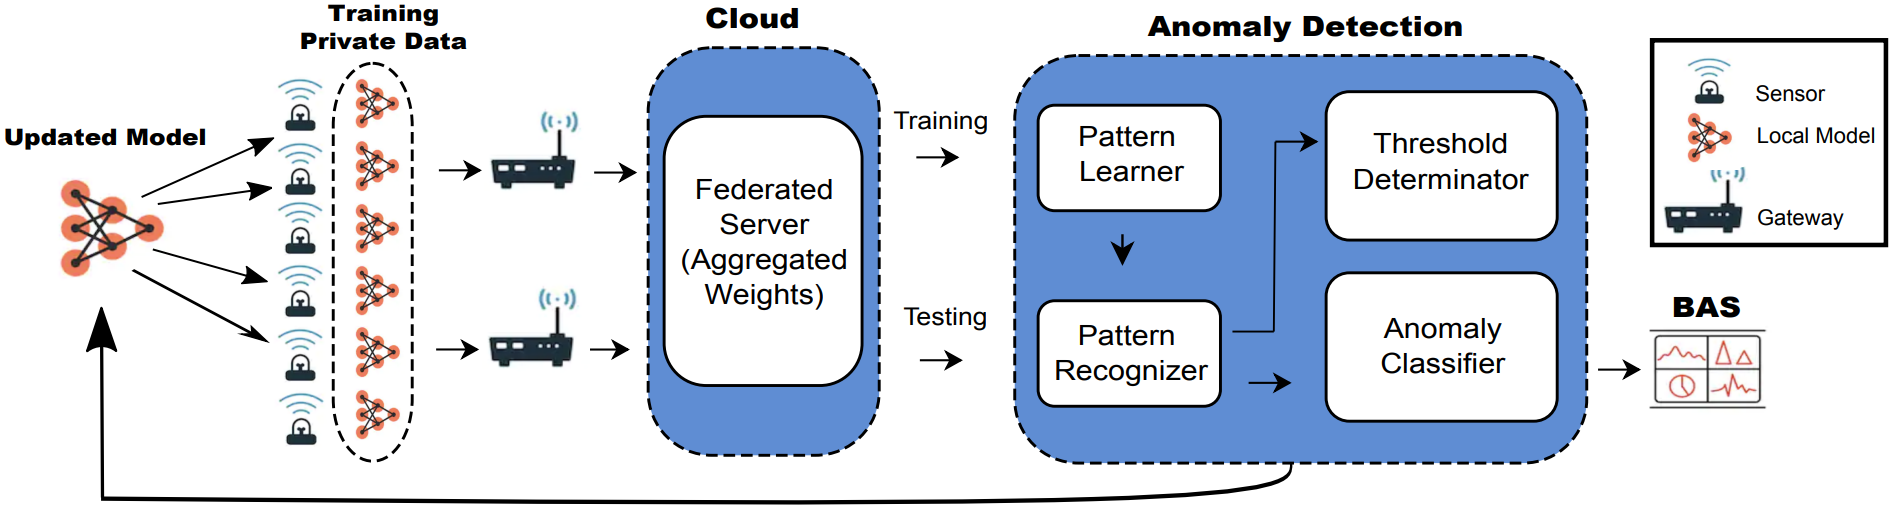 Training
Private Data
Cloud
Anomaly Detection
Updated Model
Federated
Server
(Aggregated
Weights)
Training
Testing
Pattern
Learner
Pattern
Recognizer
Threshold
Determinator
Anomaly
Classifier
Sensor
Local Model
Gateway
BAS